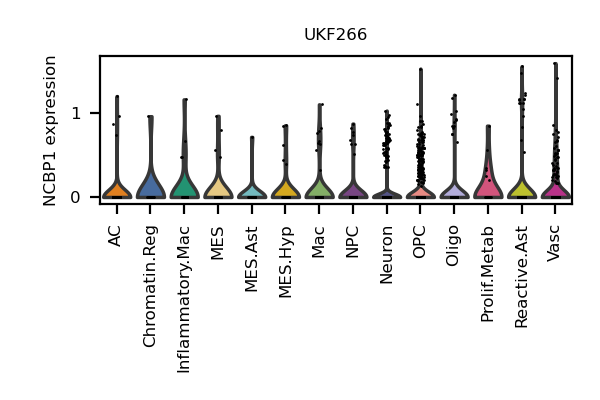 UKF266
NCBP1 expression
1
0
AC
Chromatin.Reg
Inflammatory.Mac
MES
MES.Ast
MES.Hyp
Mac
NPC
Neuron
OPC
Oligo
Prolif.Metab
Reactive.Ast
Vasc